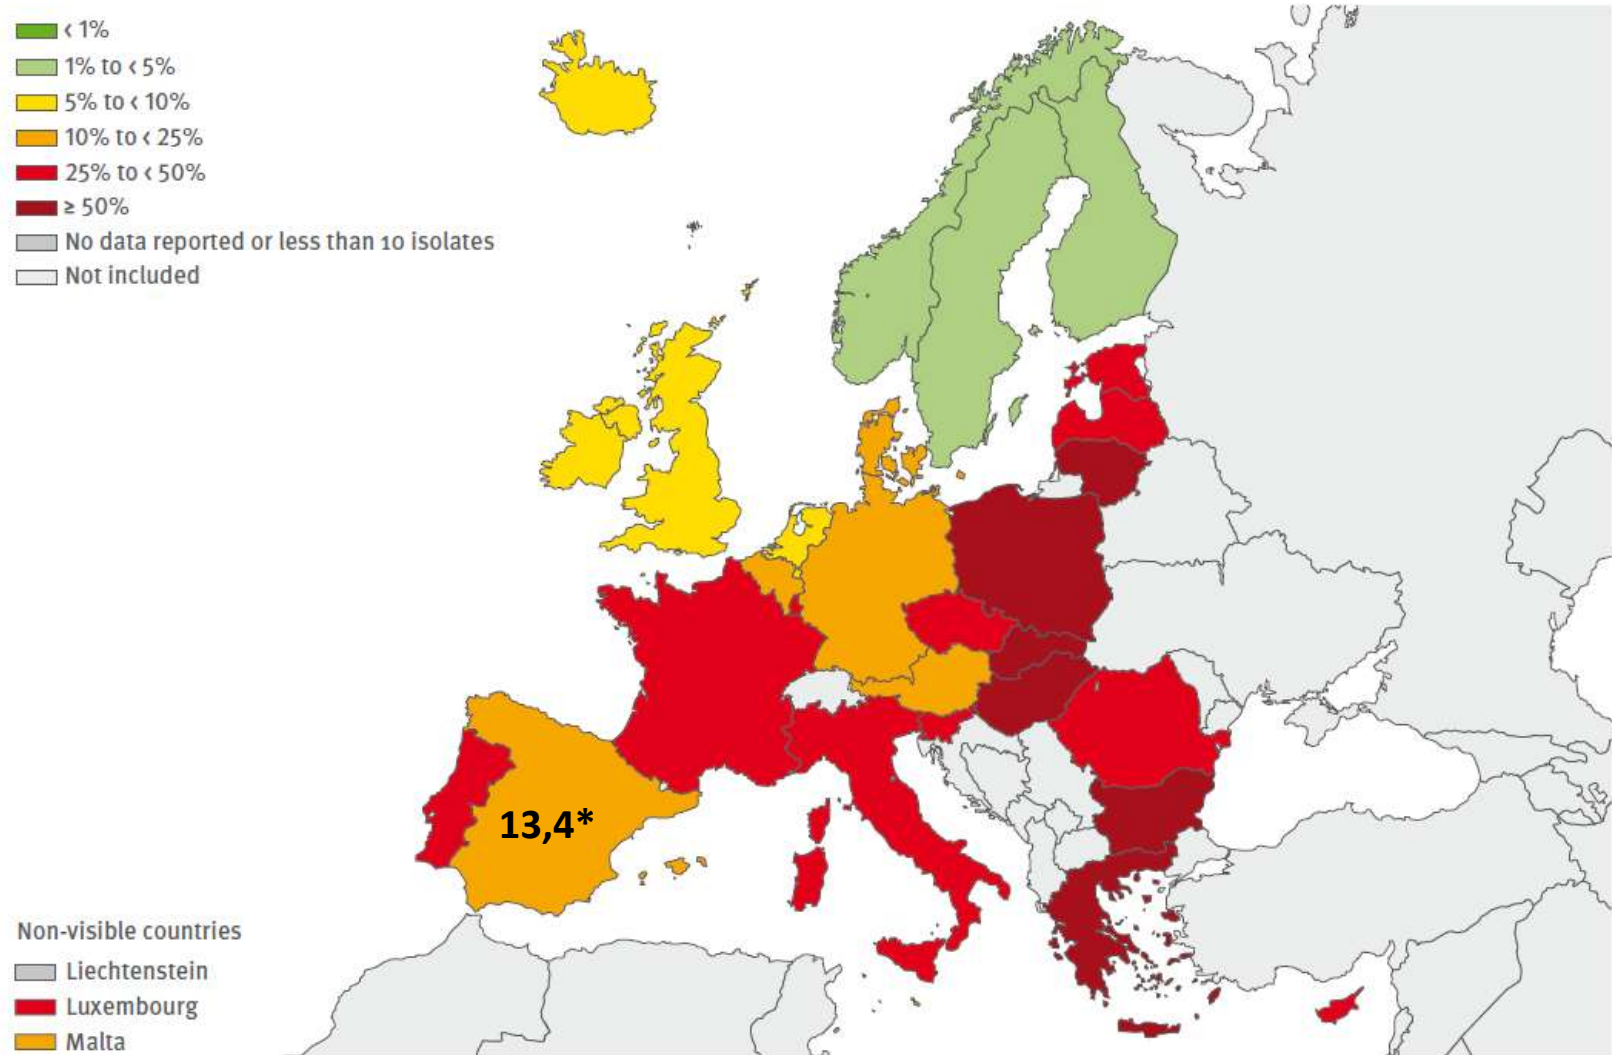 < 1%
1% to < 5%
5% to < 10%
10% to < 25%
25% to < 50%
≥ 50%
No data reported or less than 10 isolates
Not included
13,4*
Non-visible countries
Liechtenstein
Luxembourg
Malta